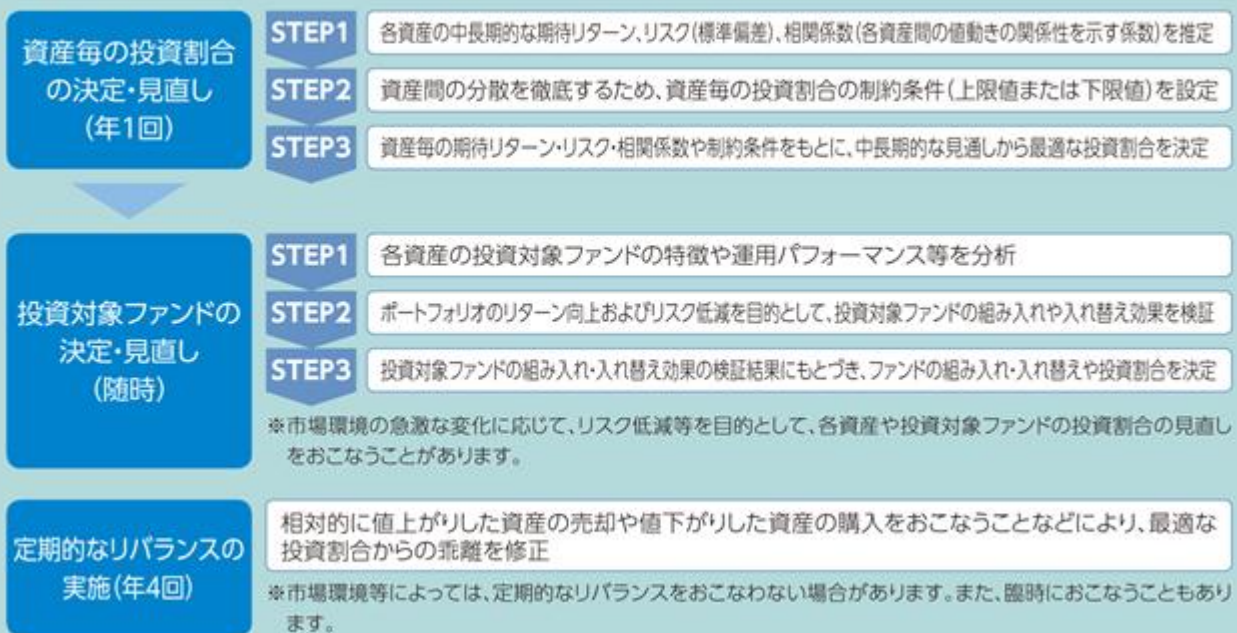 資産毎の投資割合
の決定・見直し
(年1回)
STEP1
各資産の中長期的な期待リターン、リスク(標準偏差)、相関係数(各資産間の値動きの関係性を示す係数)を推定
STEP2
資産間の分散を徹底するため、資産毎の投資割合の制約条件(上限値または下限値)を設定
STEP3
資産毎の期待リターン・リスク・相関係数や制約条件をもとに、中長期的な見通しから最適な投資割合を決定
投資対象ファンドの
決定・見直し
(随時)
STEP1
各資産の投資対象ファンドの特徴や運用パフォーマンス等を分析
STEP2
ポートフォリオのリターン向上およびリスク低減を目的として、投資対象ファンドの組み入れや入れ替え効果を検証
STEP3
投資対象ファンドの組み入れ・入れ替え効果の検証結果にもとづき、ファンドの組み入れ・入れ替えや投資割合を決定
※市場環境の急激な変化に応じて、リスク低減等を目的として、各資産や投資対象ファンドの投資割合の見直し
をおこなうことがあります。
定期的なリバランスの
実施(年4回)
相対的に値上がりした資産の売却や値下がりした資産の購入をおこなうことなどにより、最適な
投資割合からの乖離を修正
※市場環境等によっては、定期的なリバランスをおこなわない場合があります。また、臨時におこなうこともあり
ます。